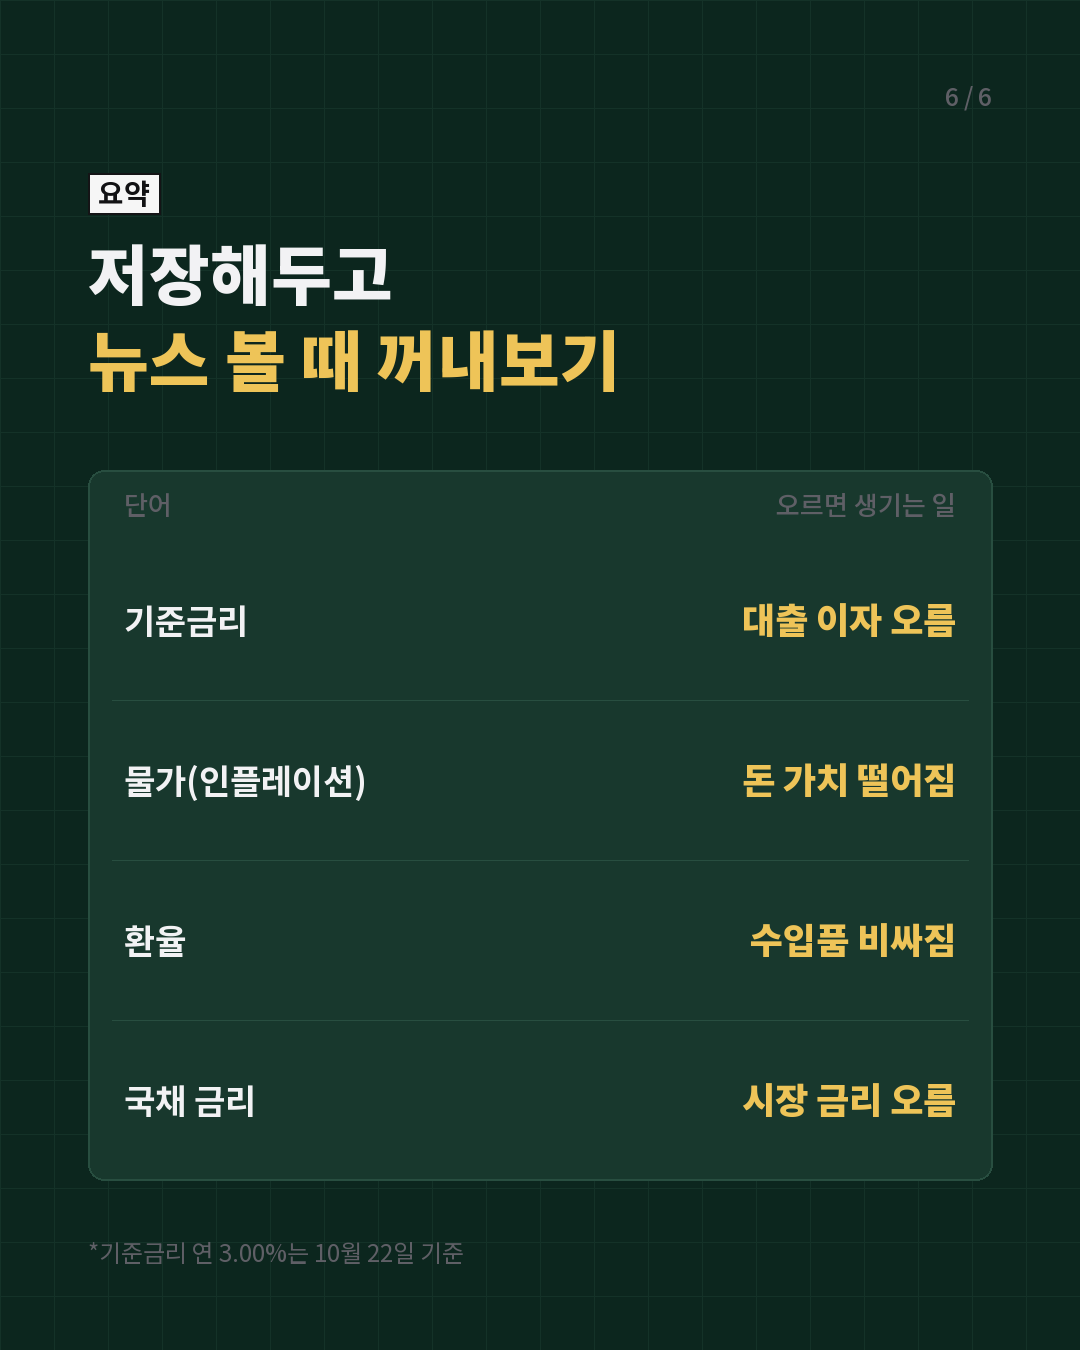 6 / 6
요약
저장해두고
뉴스 볼 때 꺼내보기
단어 오르면 생기는 일
기준금리 대출 이자 오름
물가(인플레이션) 돈 가치 떨어짐
환율 수입품 비싸짐
국채 금리 시장 금리 오름
*기준금리 연 3.00%는 10월 22일 기준